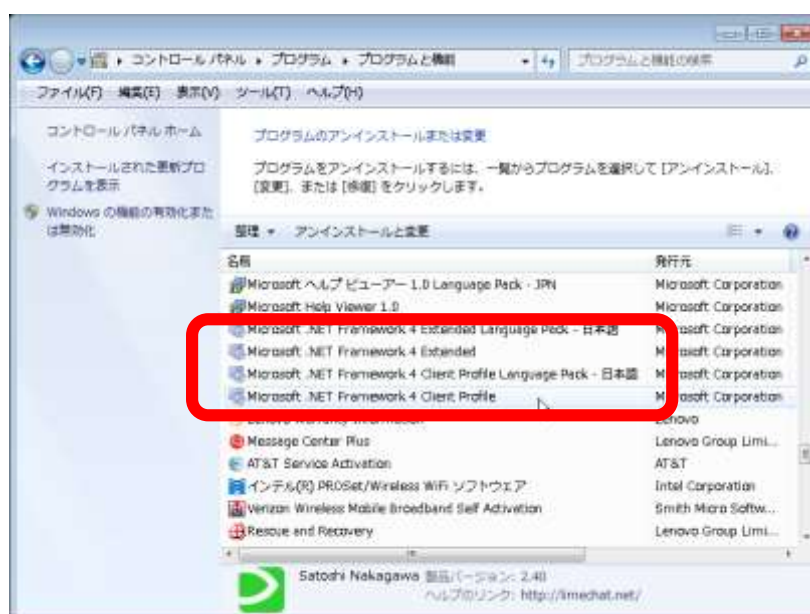 コントロール パネル ▸ プログラム ▸ プログラムと機能
プログラムと機能の検索
ファイル(F) 編集(E) 表示(V) ツール(T) ヘルプ(H)
コントロール パネル ホーム
インストールされた更新プロ
グラムを表示
Windows の機能の有効化また
は無効化
プログラムのアンインストールまたは変更
プログラムをアンインストールするには、一覧からプログラムを選択して [アンインストール]、
[変更]、または [修復] をクリックします。
整理 アンインストールと変更
名前 発行元
Microsoft ヘルプ ビューアー 1.0 Language Pack - JPN Microsoft Corporation
Microsoft Help Viewer 1.0 Microsoft Corporation
Microsoft .NET Framework 4 Extended Language Pack - 日本語 Microsoft Corporation
Microsoft .NET Framework 4 Extended Microsoft Corporation
Microsoft .NET Framework 4 Client Profile Language Pack - 日本語 Microsoft Corporation
Microsoft .NET Framework 4 Client Profile Microsoft Corporation
Lenovo Warranty Information Lenovo
Message Center Plus Lenovo Group Limi...
AT&T Service Activation AT&T
インテル(R) PROSet/Wireless WiFi ソフトウエア Intel Corporation
Verizon Wireless Mobile Broadband Self Activation Smith Micro Softw...
Rescue and Recovery Lenovo Group Limi...
Satoshi Nakagawa 製品バージョン: 2.40
ヘルプのリンク: http://limechat.net/